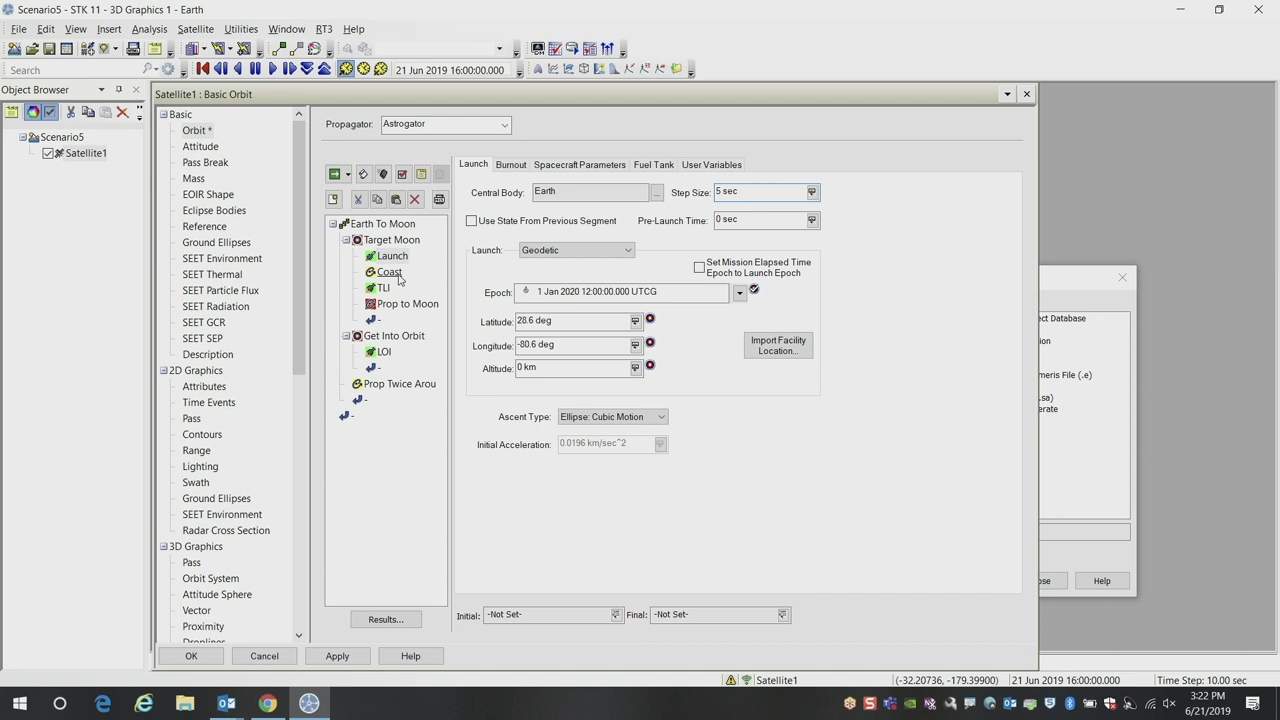 Scenario5 - STK 11 - 3D Graphics 1 - Earth
File Edit View Insert Analysis Satellite Utilities Window RT3 Help
Search
21 Jun 2019 16:00:00.000
Object Browser
Scenario5
Satellite1
Satellite1 : Basic Orbit
Basic
Orbit *
Attitude
Pass Break
Mass
EOIR Shape
Eclipse Bodies
Reference
Ground Ellipses
SEET Environment
SEET Thermal
SEET Particle Flux
SEET Radiation
SEET GCR
SEET SEP
Description
2D Graphics
Attributes
Time Events
Pass
Contours
Range
Lighting
Swath
Ground Ellipses
SEET Environment
Radar Cross Section
3D Graphics
Pass
Orbit System
Attitude Sphere
Vector
Proximity
Droplines
Propagator: Astrogator
Earth To Moon
Target Moon
Launch
Coast
TLI
Prop to Moon
-
Get Into Orbit
LOI
-
Prop Twice Arou
-
-
Results...
Launch Burnout Spacecraft Parameters Fuel Tank User Variables
Central Body: Earth ... Step Size: 5 sec
Use State From Previous Segment Pre-Launch Time: 0 sec
Launch: Geodetic
Set Mission Elapsed Time
Epoch to Launch Epoch
Epoch: 1 Jan 2020 12:00:00.000 UTCG
Latitude: 28.6 deg
Longitude: -80.6 deg
Altitude: 0 km
Import Facility
Location...
Ascent Type: Ellipse: Cubic Motion
Initial Acceleration: 0.0196 km/sec^2
Initial: -Not Set- Final: -Not Set-
OK Cancel Apply Help
ct Database
meris File (.e)
.sa)
erate
ose Help
Satellite1 (-32.20736, -179.39900) 21 Jun 2019 16:00:00.000 Time Step: 10.00 sec
3:22 PM
6/21/2019